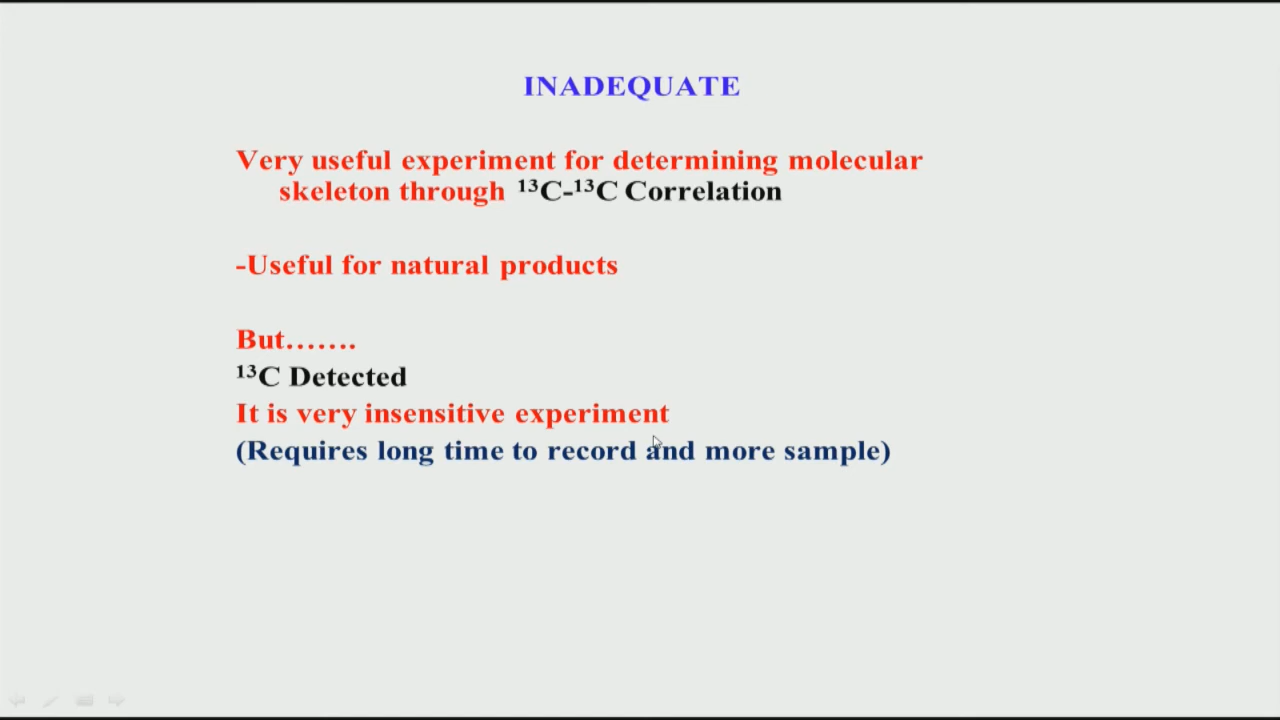 INADEQUATE
Very useful experiment for determining molecular
skeleton through ¹³C-¹³C Correlation
-Useful for natural products
But…….
¹³C Detected
It is very insensitive experiment
(Requires long time to record and more sample)